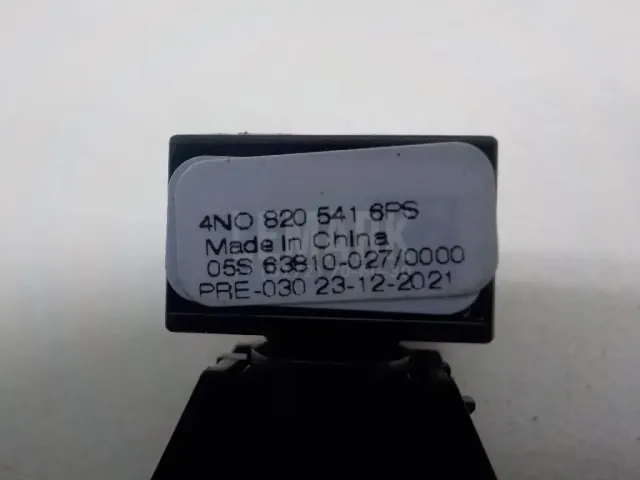 4N0 820 541 6PS
Made in China
05S 63810-027/0000
PRE-030 23-12-2021